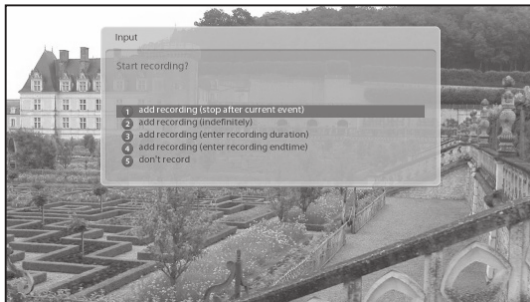 Input
Start recording?
1 add recording (stop after current event)
2 add recording (indefinitely)
3 add recording (enter recording duration)
4 add recording (enter recording endtime)
5 don't record